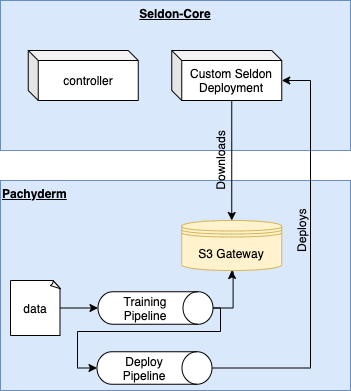 Seldon-Core
controller
Custom Seldon
Deployment
Downloads
Deploys
Pachyderm
S3 Gateway
data
Training
Pipeline
Deploy
Pipeline